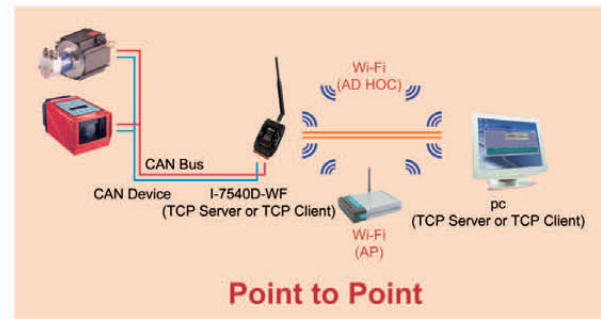 Wi-Fi
(AD HOC)
CAN Bus
CAN Device
I-7540D-WF
(TCP Server or TCP Client)
Wi-Fi
(AP)
pc
(TCP Server or TCP Client)
Point to Point